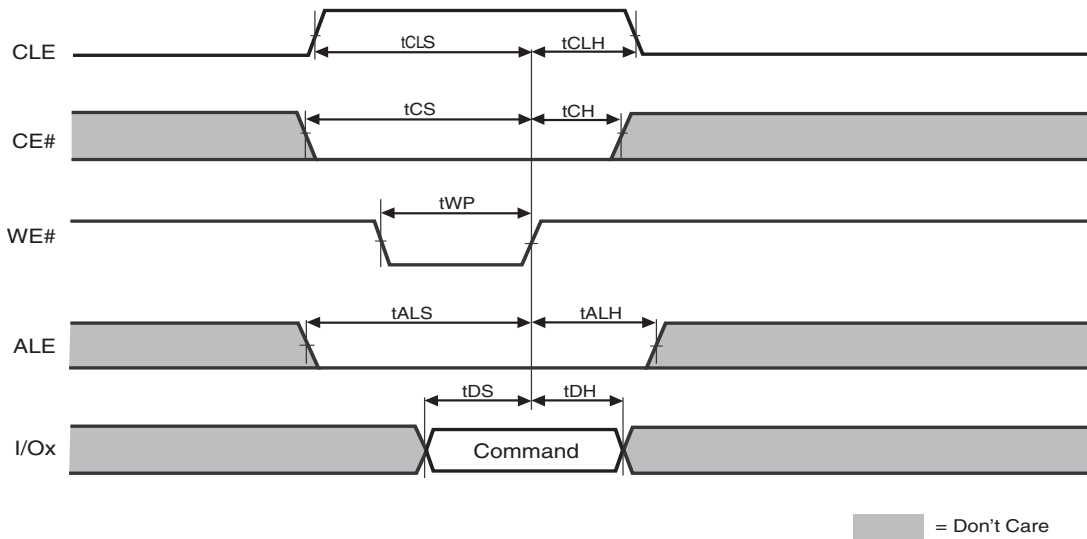 CLE
tCLS
tCLH
CE#
tCS
tCH
WE#
tWP
ALE
tALS
tALH
tDS
tDH
I/Ox
Command
= Don't Care